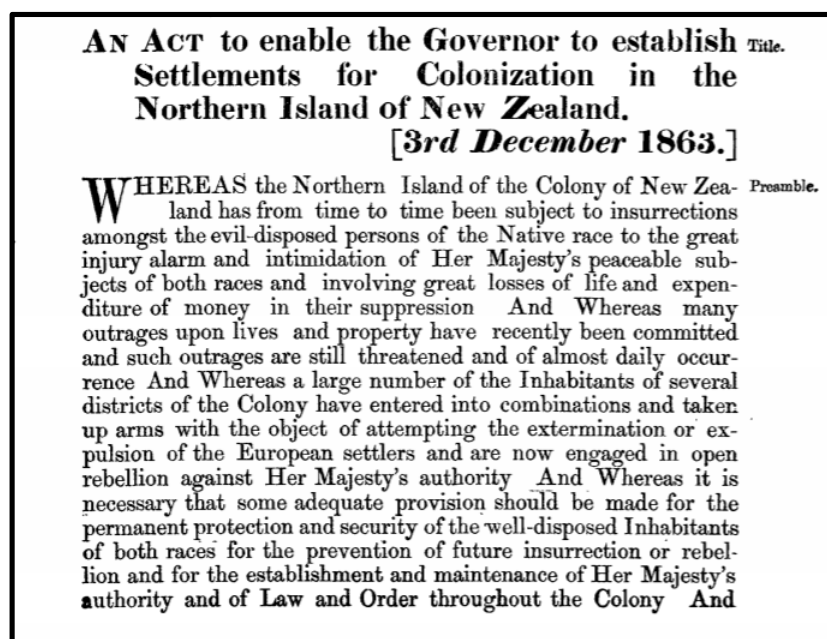 AN ACT to enable the Governor to establish Title.
Settlements for Colonization in the
Northern Island of New Zealand.
[3rd December 1863.]
WHEREAS the Northern Island of the Colony of New Zea- Preamble.
land has from time to time been subject to insurrections
amongst the evil-disposed persons of the Native race to the great
injury alarm and intimidation of Her Majesty's peaceable sub-
jects of both races and involving great losses of life and expen-
diture of money in their suppression And Whereas many
outrages upon lives and property have recently been committed
and such outrages are still threatened and of almost daily occur-
rence And Whereas a large number of the Inhabitants of several
districts of the Colony have entered into combinations and taken
up arms with the object of attempting the extermination or ex-
pulsion of the European settlers and are now engaged in open
rebellion against Her Majesty's authority And Whereas it is
necessary that some adequate provision should be made for the
permanent protection and security of the well-disposed Inhabitants
of both races for the prevention of future insurrection or rebel-
lion and for the establishment and maintenance of Her Majesty's
authority and of Law and Order throughout the Colony And